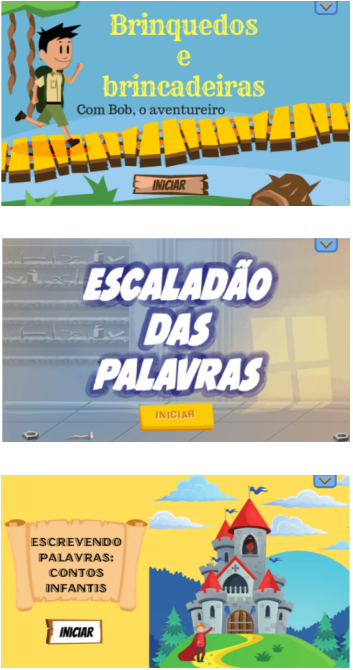 Brinquedos
e
brincadeiras
Com Bob, o aventureiro
INICIAR
ESCALADÃO
DAS
PALAVRAS
INICIAR
ESCREVENDO
PALAVRAS:
CONTOS
INFANTIS
INICIAR